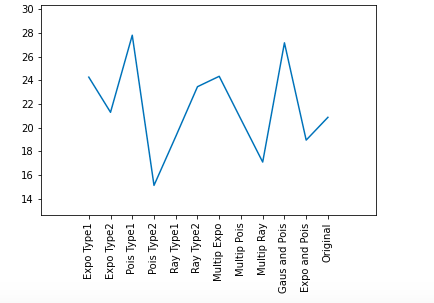 30
28
26
24
22
20
18
16
14
Expo Type1
Expo Type2
Pois Type1
Pois Type2
Ray Type1
Ray Type2
Multip Expo
Multip Pois
Multip Ray
Gaus and Pois
Expo and Pois
Original